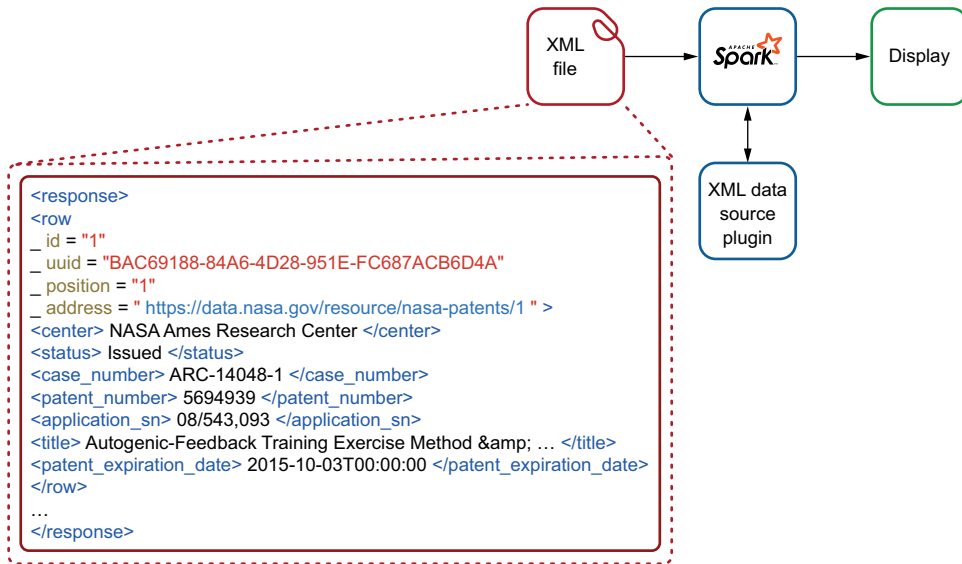 XML
file
APACHE
Spark
Display
XML data
source
plugin
<response>
<row
_ id = "1"
_ uuid = "BAC69188-84A6-4D28-951E-FC687ACB6D4A"
_ position = "1"
_ address = " https://data.nasa.gov/resource/nasa-patents/1 " >
<center> NASA Ames Research Center </center>
<status> Issued </status>
<case_number> ARC-14048-1 </case_number>
<patent_number> 5694939 </patent_number>
<application_sn> 08/543,093 </application_sn>
<title> Autogenic-Feedback Training Exercise Method &amp; … </title>
<patent_expiration_date> 2015-10-03T00:00:00 </patent_expiration_date>
</row>
…
</response>